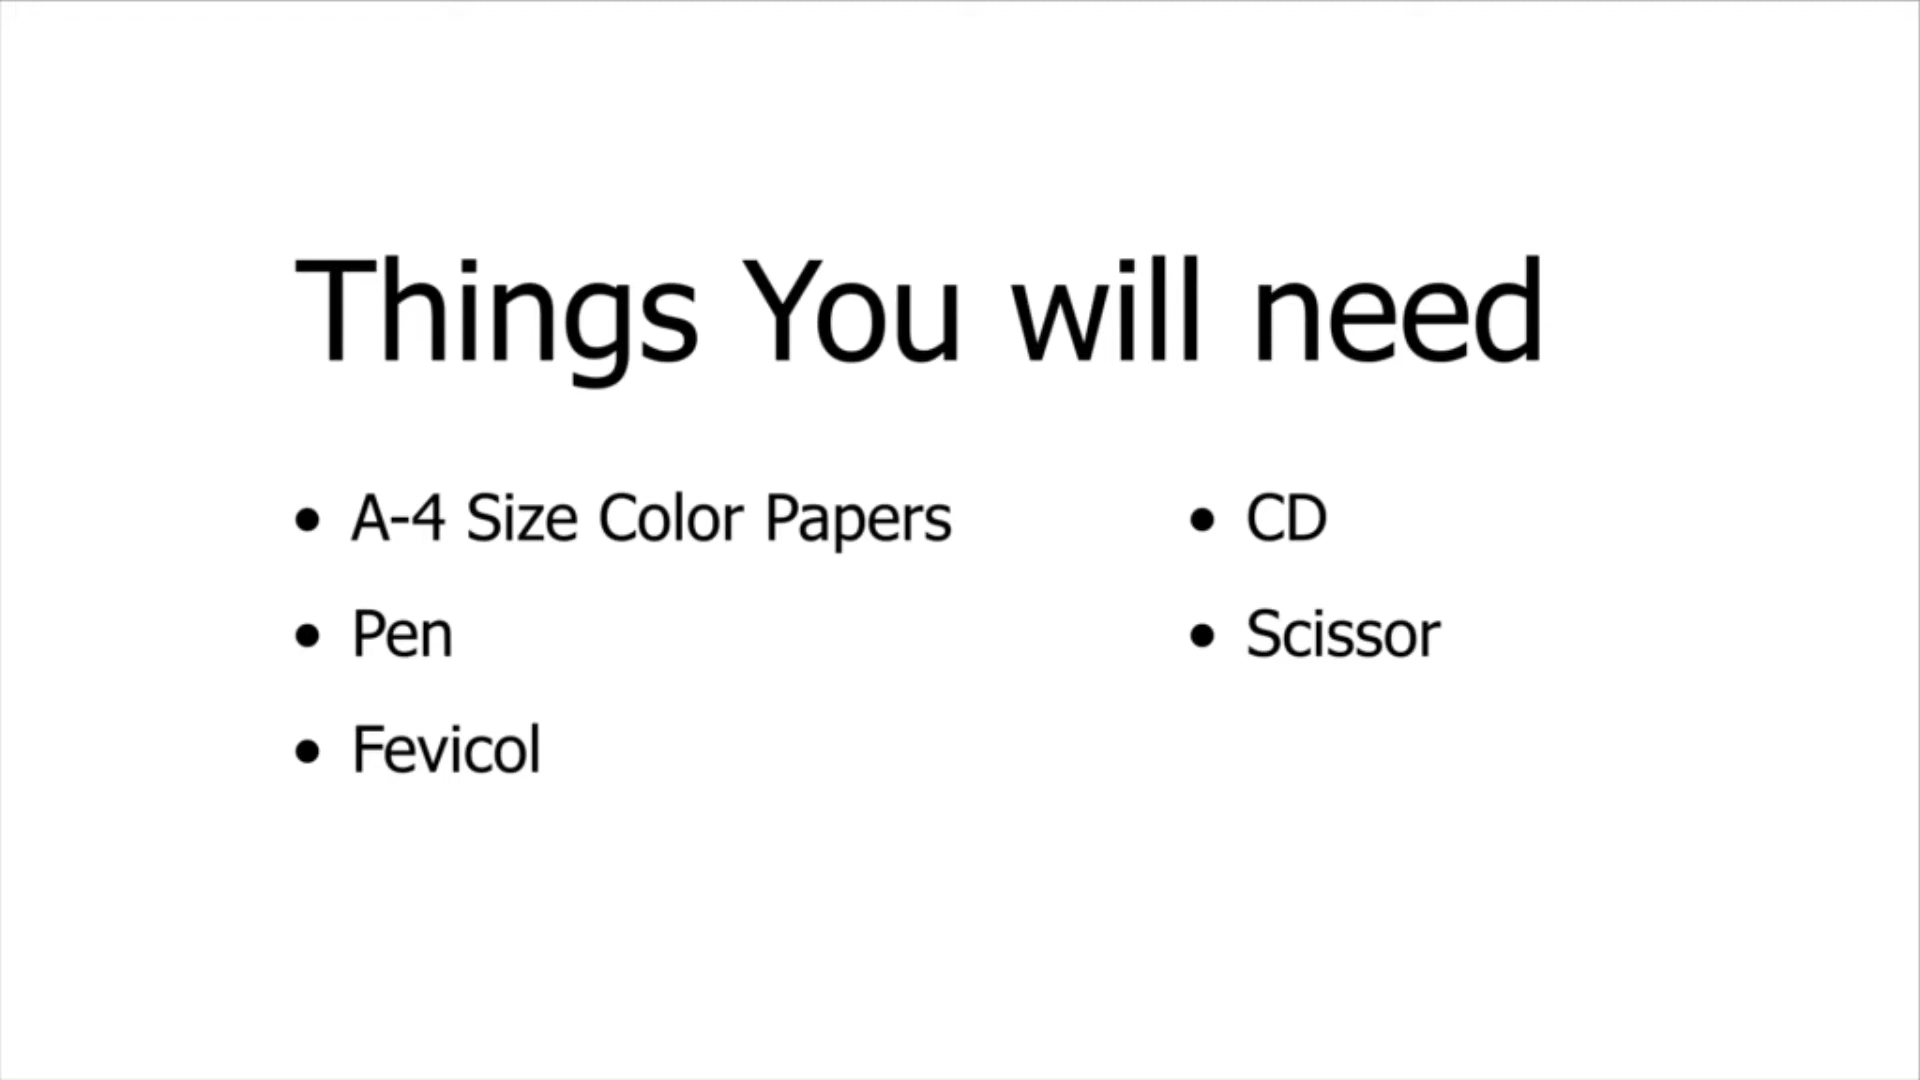 Things You will need
• A-4 Size Color Papers
• Pen
• Fevicol
• CD
• Scissor